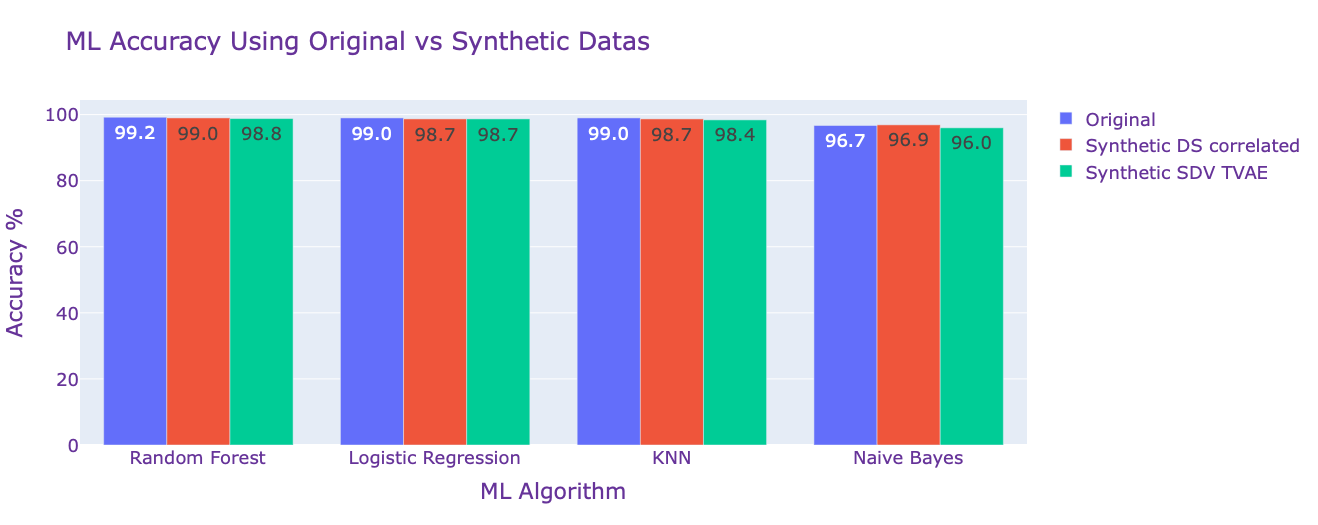 ML Accuracy Using Original vs Synthetic Datas
Accuracy %
100
80
60
40
20
0
99.2 99.0 98.8
99.0 98.7 98.7
99.0 98.7 98.4
96.7 96.9 96.0
Random Forest
Logistic Regression
KNN
Naive Bayes
ML Algorithm
Original
Synthetic DS correlated
Synthetic SDV TVAE